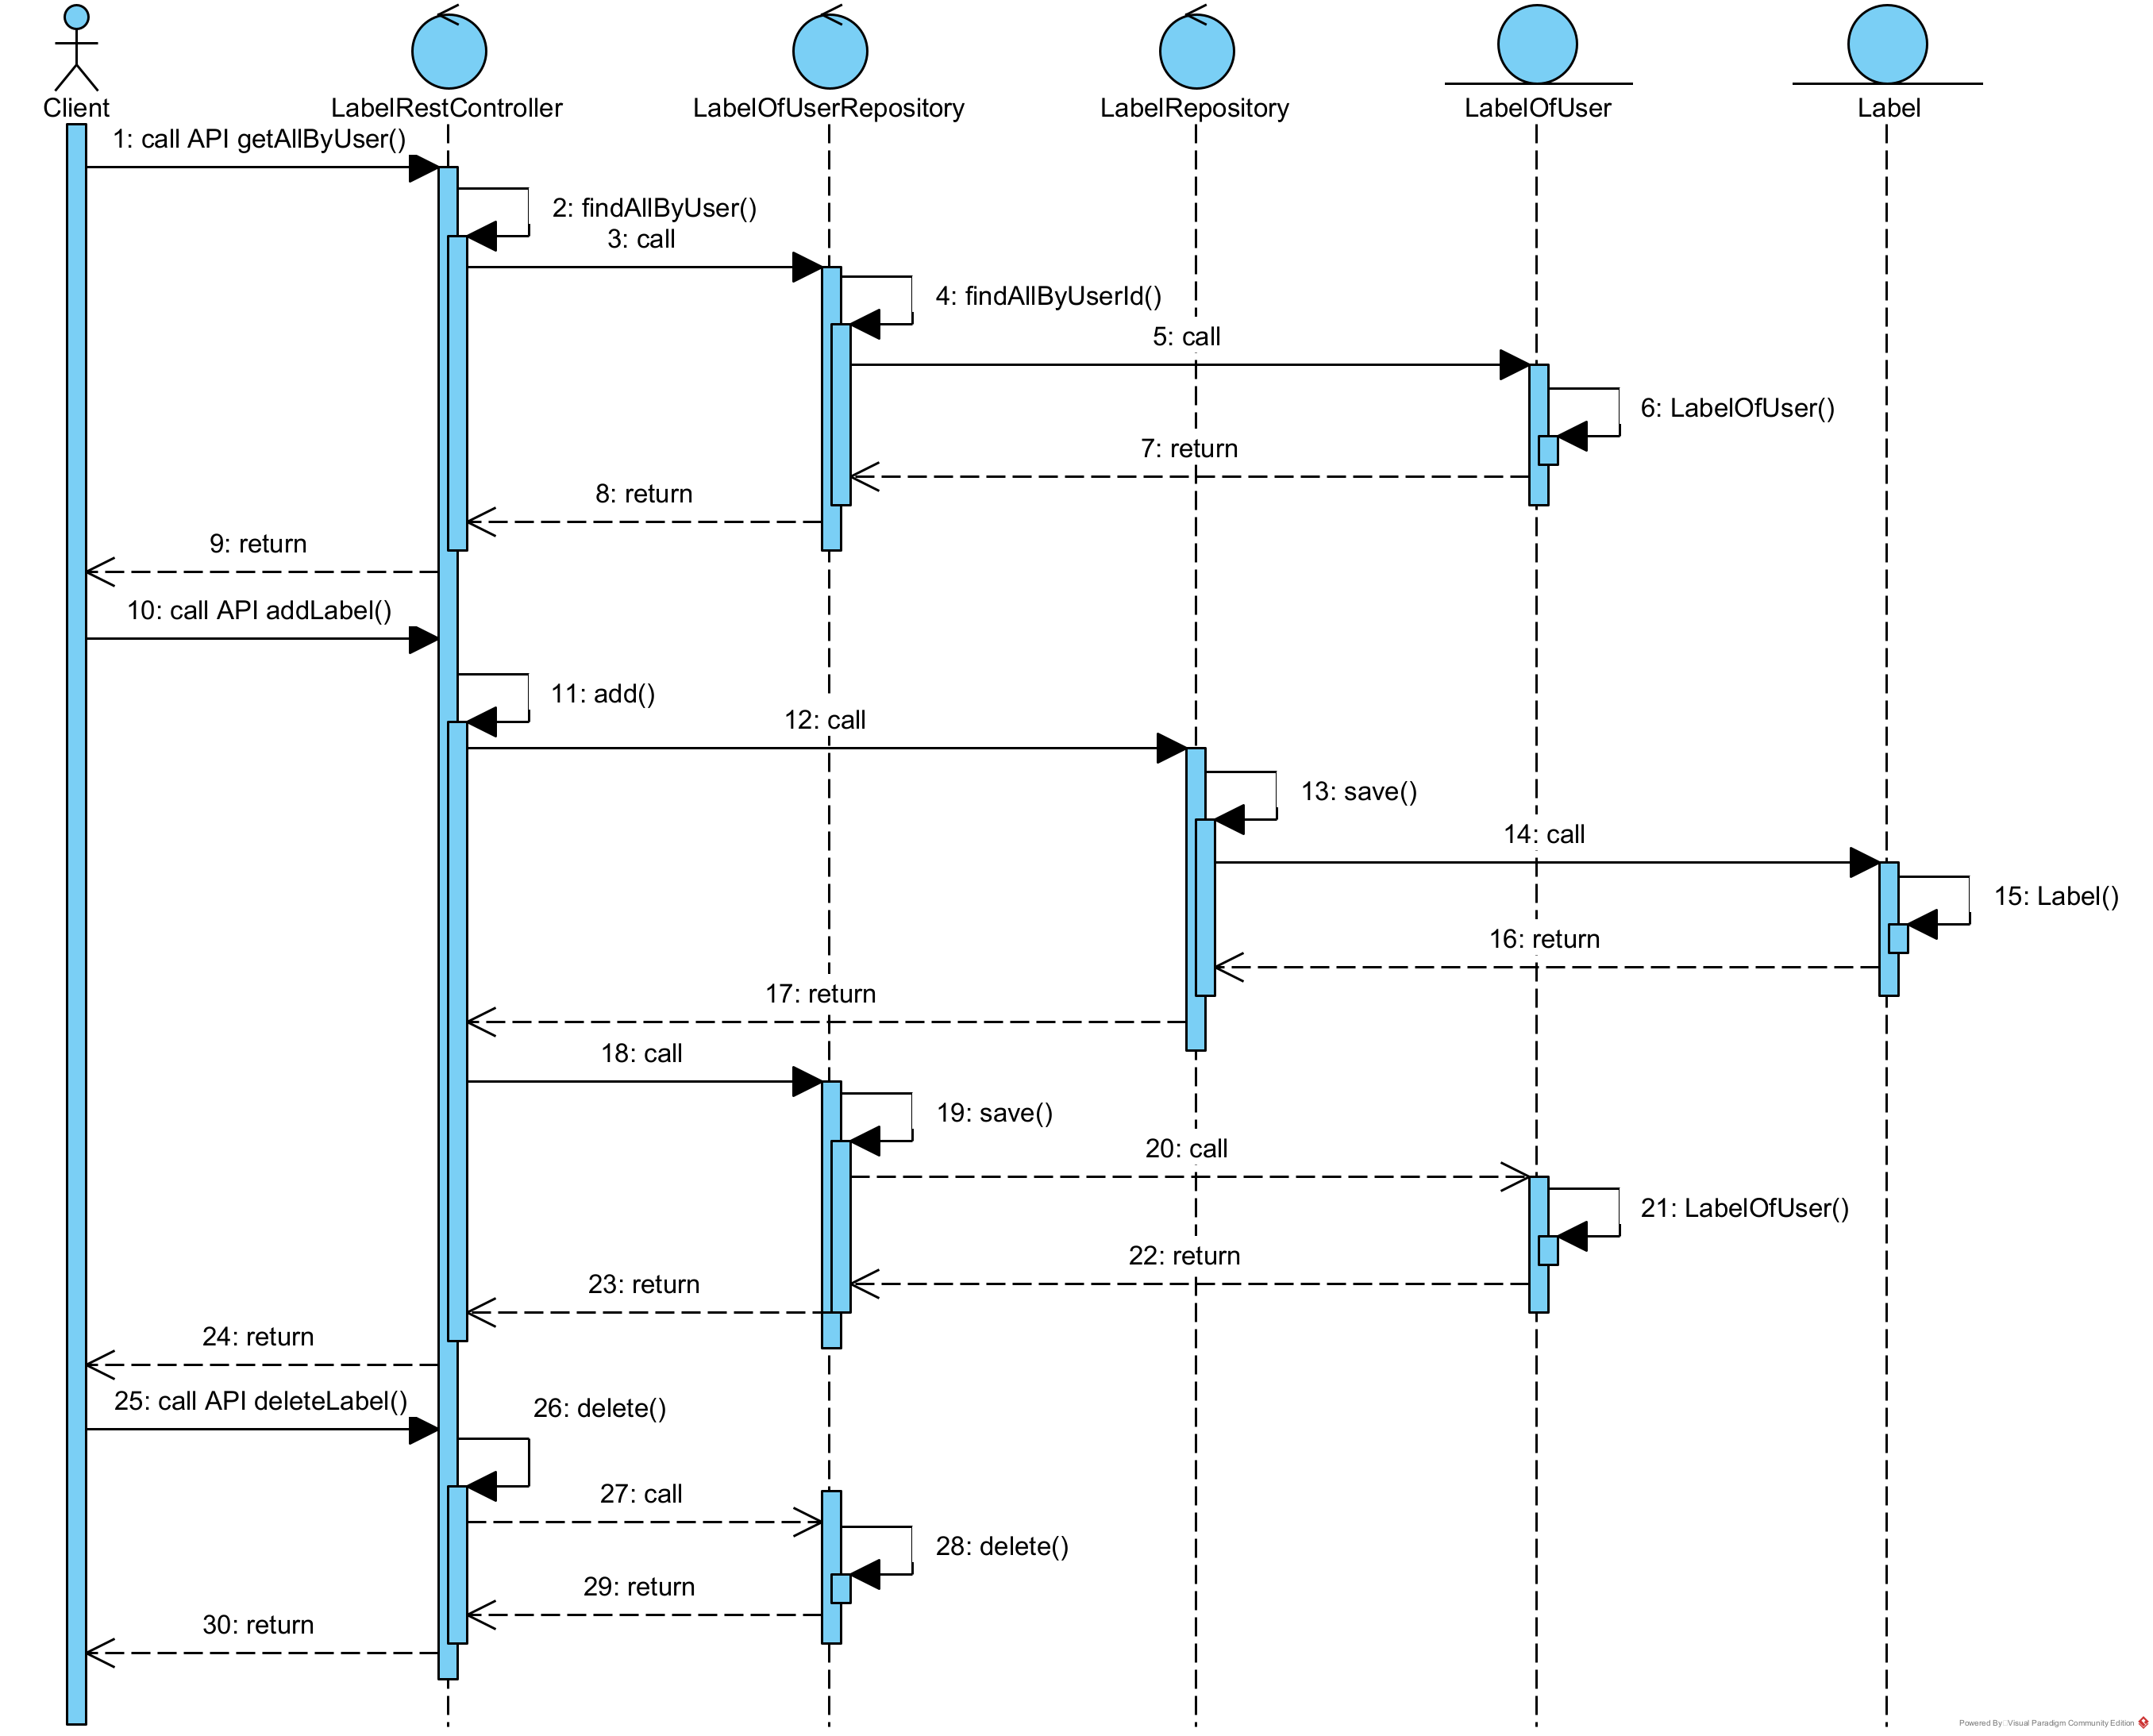 Client
LabelRestController
LabelOfUserRepository
LabelRepository
LabelOfUser
Label
1: call API getAllByUser()
2: findAllByUser()
3: call
4: findAllByUserId()
5: call
6: LabelOfUser()
7: return
8: return
9: return
10: call API addLabel()
11: add()
12: call
13: save()
14: call
15: Label()
16: return
17: return
18: call
19: save()
20: call
21: LabelOfUser()
22: return
23: return
24: return
25: call API deleteLabel()
26: delete()
27: call
28: delete()
29: return
30: return
Powered By Visual Paradigm Community Edition